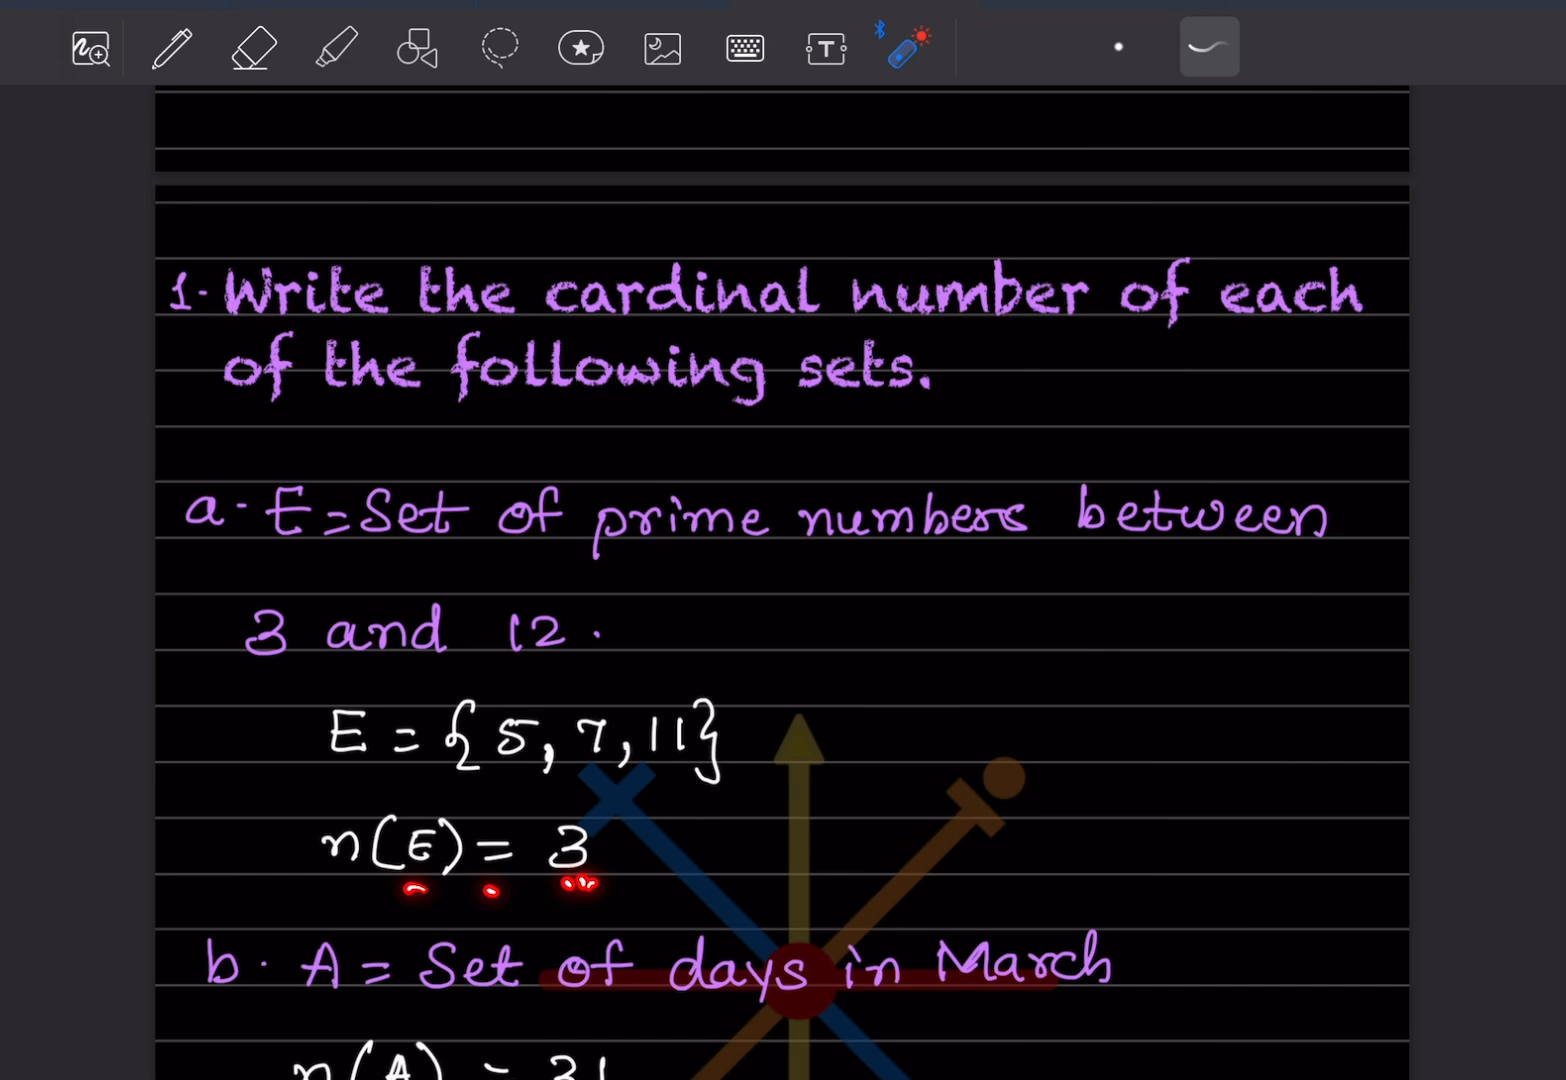 1. Write the cardinal number of each
of the following sets.
a. E = Set of prime numbers between
3 and 12.
E = {5, 7, 11}
n(E) = 3
b. A = Set of days in March
n(A) = 31